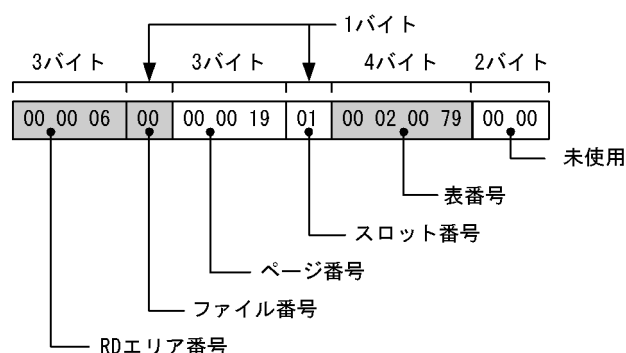 1バイト
3バイト 3バイト 4バイト 2バイト
00 00 06 00 00 00 19 01 00 02 00 79 00 00
未使用
表番号
スロット番号
ページ番号
ファイル番号
RDエリア番号